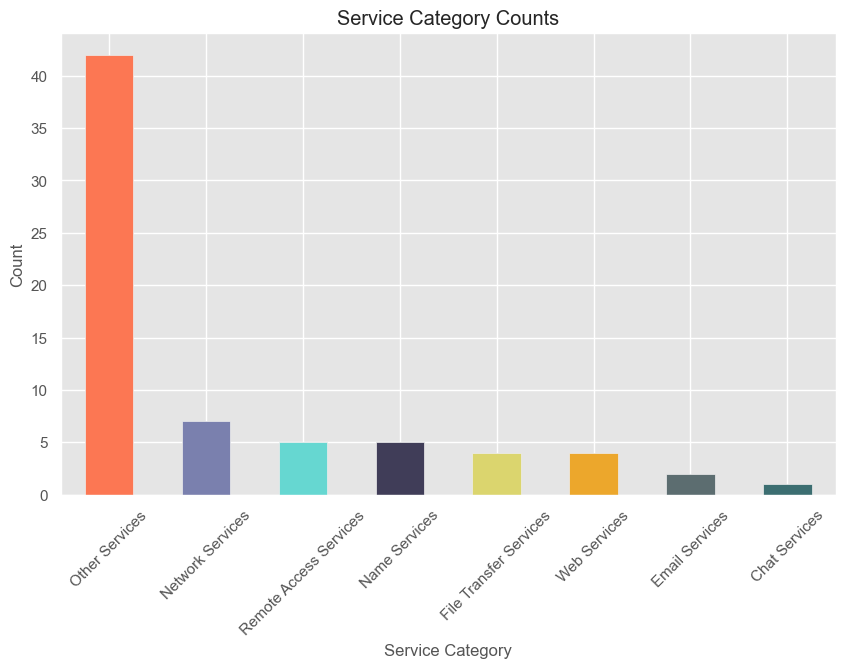 Service Category Counts
Count
40
35
30
25
20
15
10
5
0
Other Services
Network Services
Remote Access Services
Name Services
File Transfer Services
Web Services
Email Services
Chat Services
Service Category